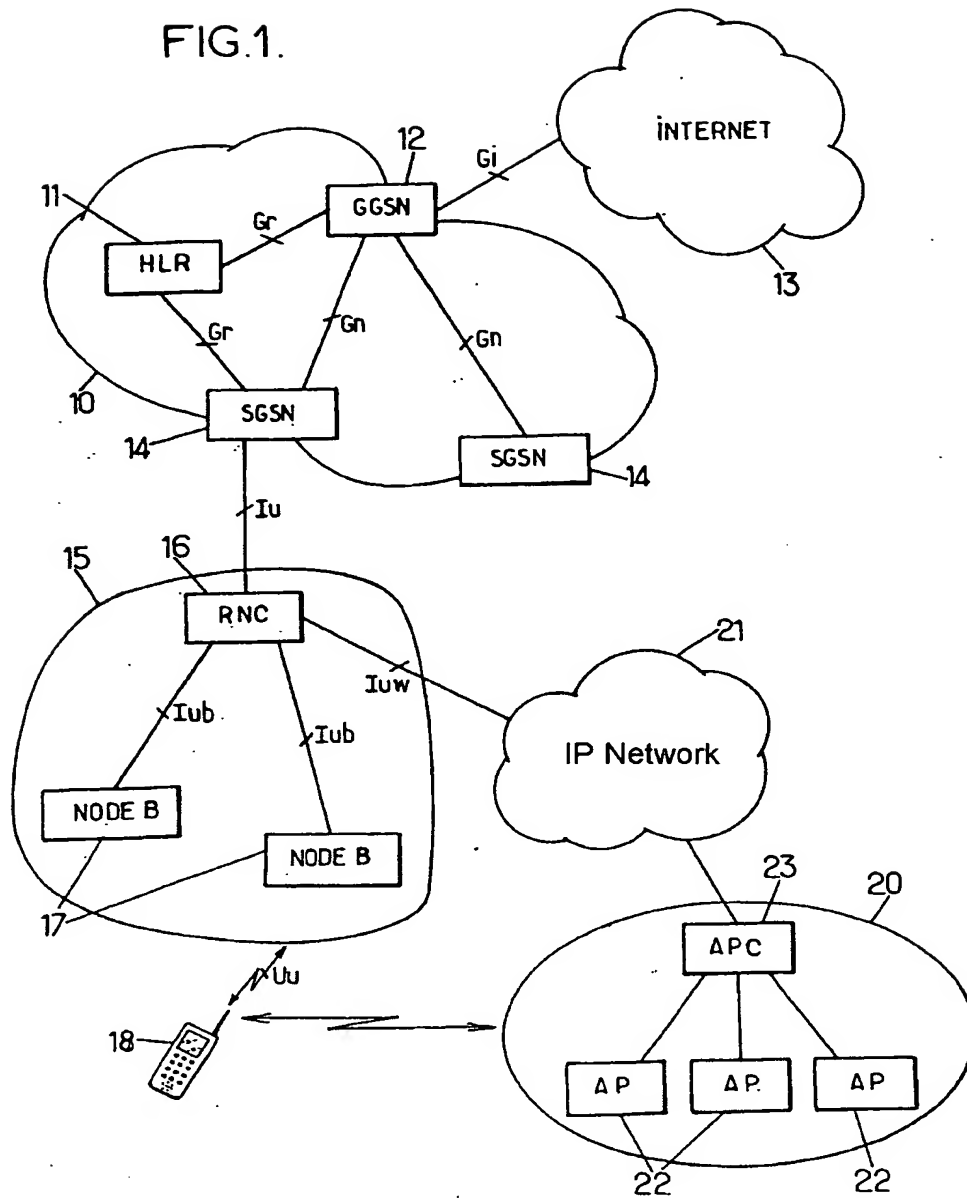 FIG.1.
INTERNET
12
Gi
11
GGSN
Gr
HLR
13
Gr
Gn
Gn
10
SGSN
14
SGSN
14
Iu
15
16
RNC
21
Iuw
Iub
Iub
IP Network
NODE B
NODE B
23
20
17
APC
Uu
18
AP
AP.
AP
22
22